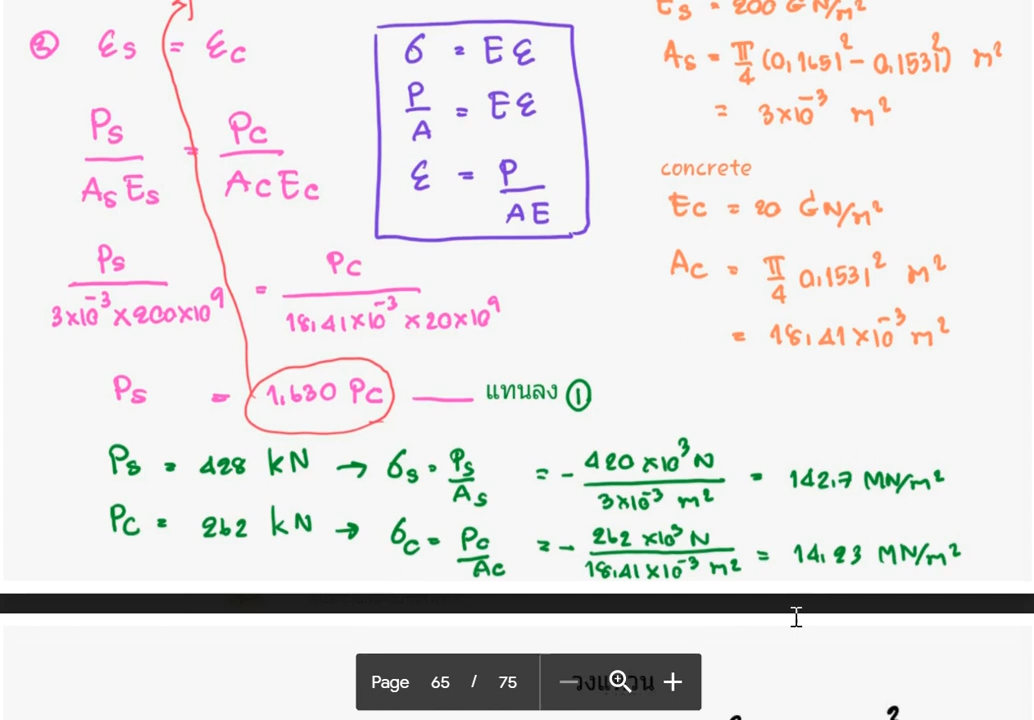 Es = 200 GN/m²
③ εs = εc
σ = Eε
As = π/4 (0,1651² - 0,1531²) m²
P/A = Eε
= 3×10⁻³ m²
Ps/AsEs = Pc/AcEc
ε = P/AE
concrete
Ec = 20 GN/m²
Ac = π/4 0,1531² m²
Ps/3×10⁻³×200×10⁹ = Pc/18,41×10⁻³×20×10⁹
= 18,41×10⁻³ m²
Ps = 1,630 Pc — แทนลง ①
Ps = 428 kN → σs = Ps/As = - 420×10³ N/3×10⁻³ m² = 142,7 MN/m²
Pc = 262 kN → σc = Pc/Ac = - 262×10³ N/18,41×10⁻³ m² = 14,23 MN/m²
Page 65 / 75